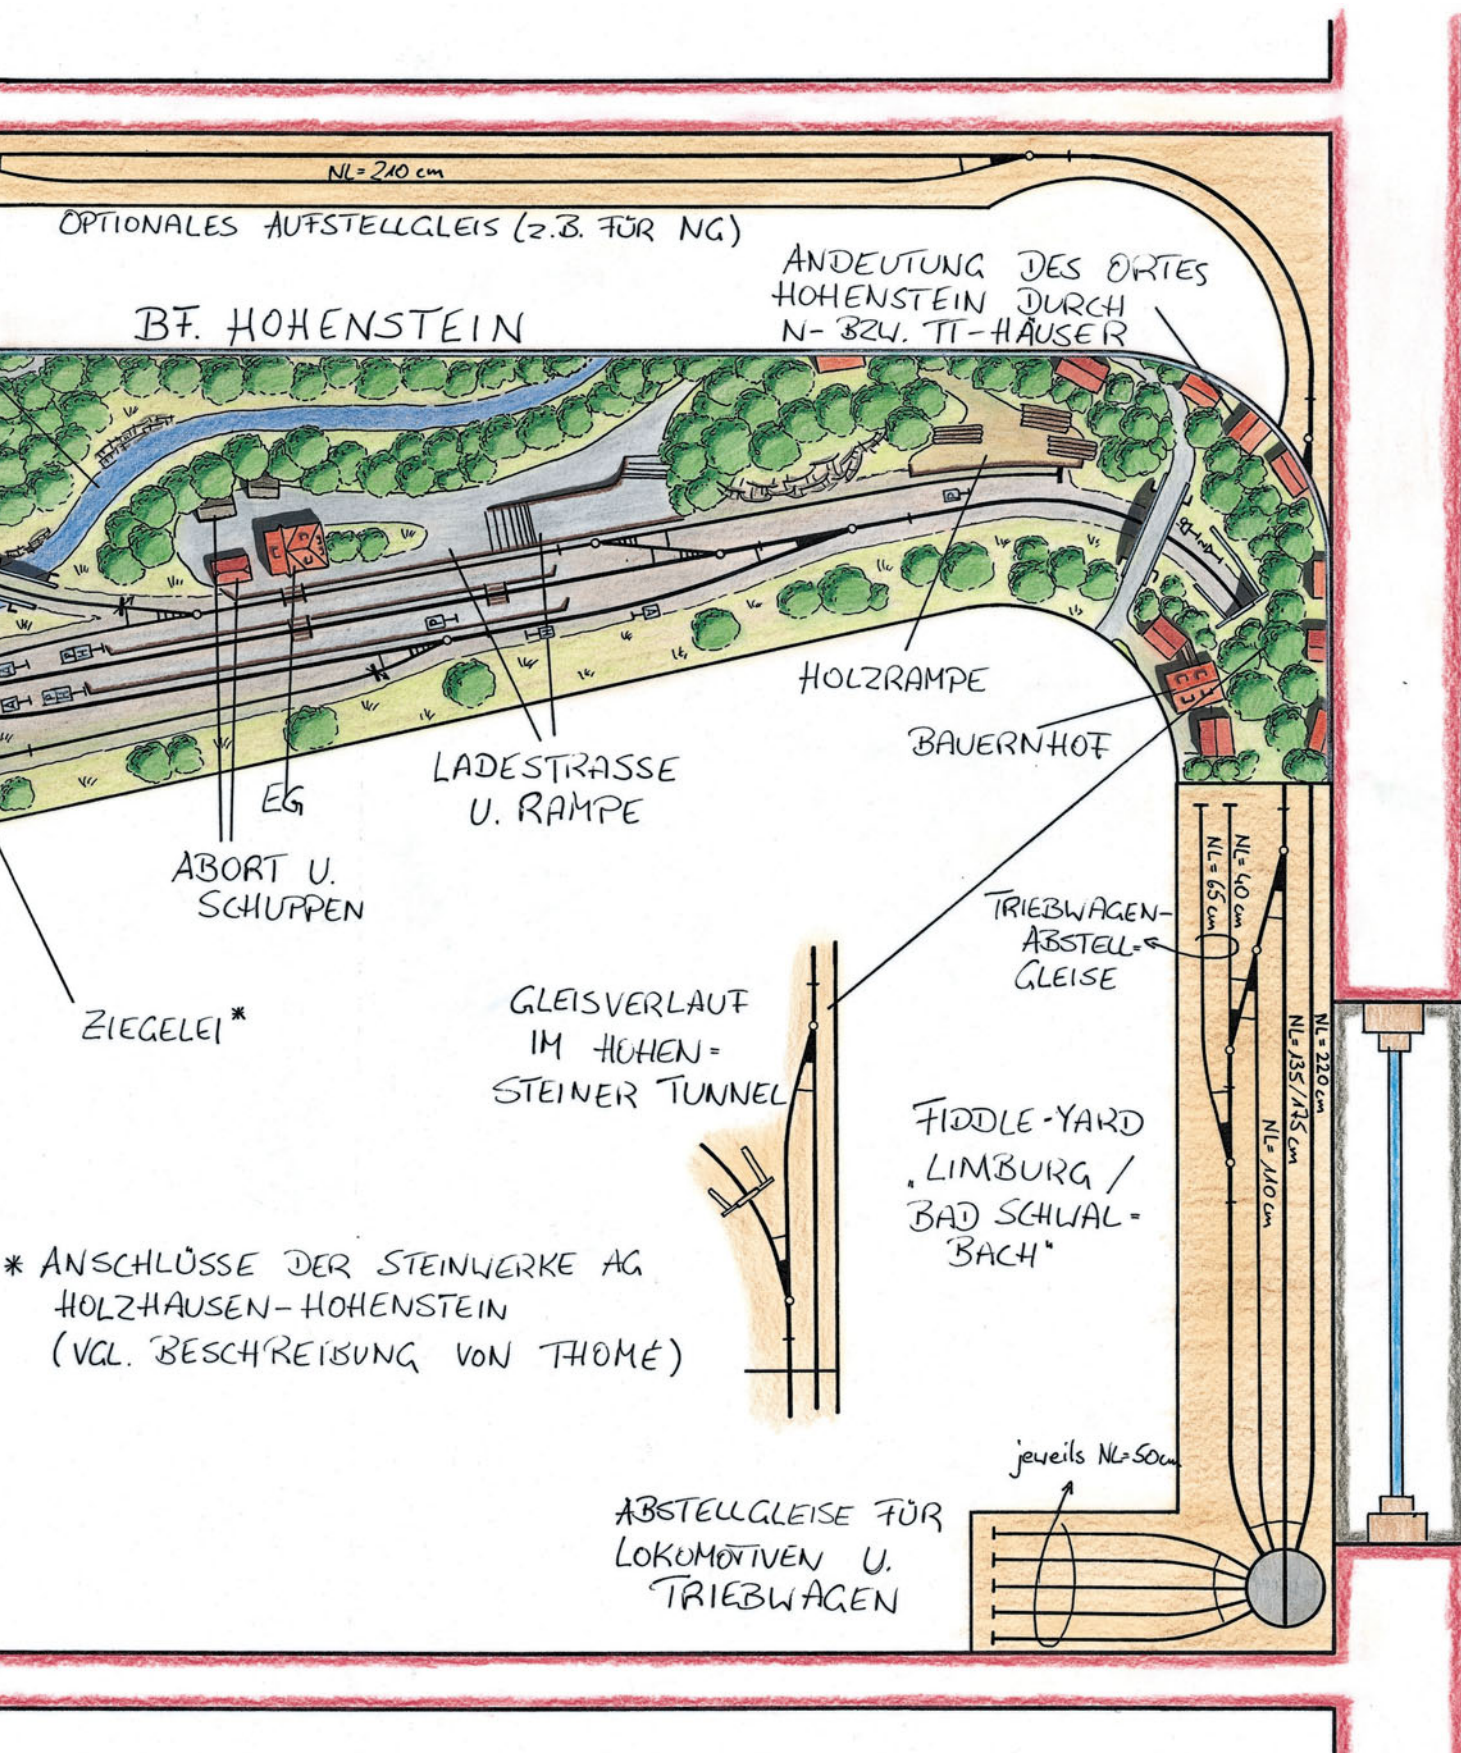 NL=210 cm
OPTIONALES AUFSTELLGLEIS (z.B. FÜR NG)
ANDEUTUNG DES ORTES
HOHENSTEIN DURCH
N- BZW. TT-HÄUSER
BF. HOHENSTEIN
HOLZRAMPE
BAUERNHOF
LADESTRASSE
U. RAMPE
EG
ABORT U.
SCHUPPEN
ZIEGELEI*
NL=40 cm
NL=65 cm
TRIEBWAGEN-
ABSTELL=
GLEISE
GLEISVERLAUF
IM HOHEN=
STEINER TUNNEL
NL=220 cm
NL=135/175 cm
NL=110 cm
FIDDLE-YARD
„LIMBURG /
BAD SCHWAL=
BACH“
* ANSCHLÜSSE DER STEINWERKE AG
HOLZHAUSEN-HOHENSTEIN
(VGL. BESCHREIBUNG VON THOMÉ)
jeweils NL=50cm
ABSTELLGLEISE FÜR
LOKOMOTIVEN U.
TRIEBWAGEN